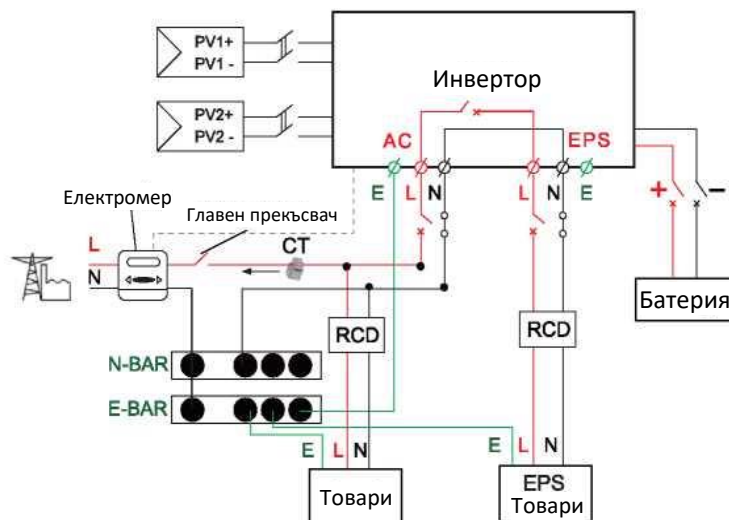 PV1+
PV1 -
PV2+
PV2 -
Инвертор
AC
EPS
E
L
N
L
N
E
+
−
Електромер
Главен прекъсвач
CT
L
N
Батерия
RCD
RCD
N-BAR
E-BAR
E
L
N
E
L
N
Товари
EPS
Товари